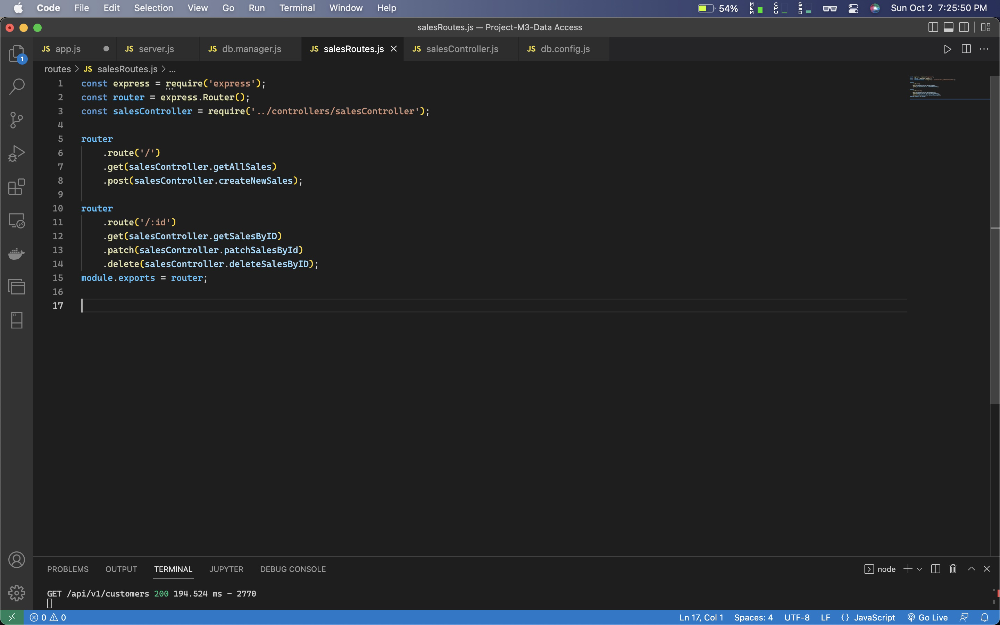 Code File Edit Selection View Go Run Terminal Window Help 54% MEM CPU SSD Sun Oct 2 7:25:50 PM
salesRoutes.js — Project-M3-Data Access
JS app.js JS server.js JS db.manager.js JS salesRoutes.js JS salesController.js JS db.config.js
1
routes > JS salesRoutes.js > ...
1 const express = require('express');
2 const router = express.Router();
3 const salesController = require('../controllers/salesController');
4
5 router
6 .route('/')
7 .get(salesController.getAllSales)
8 .post(salesController.createNewSales);
9
10 router
11 .route('/:id')
12 .get(salesController.getSalesByID)
13 .patch(salesController.patchSalesById)
14 .delete(salesController.deleteSalesByID);
15 module.exports = router;
16
17
PROBLEMS OUTPUT TERMINAL JUPYTER DEBUG CONSOLE node
GET /api/v1/customers 200 194.524 ms - 2770
0 0 Ln 17, Col 1 Spaces: 4 UTF-8 LF {} JavaScript Go Live